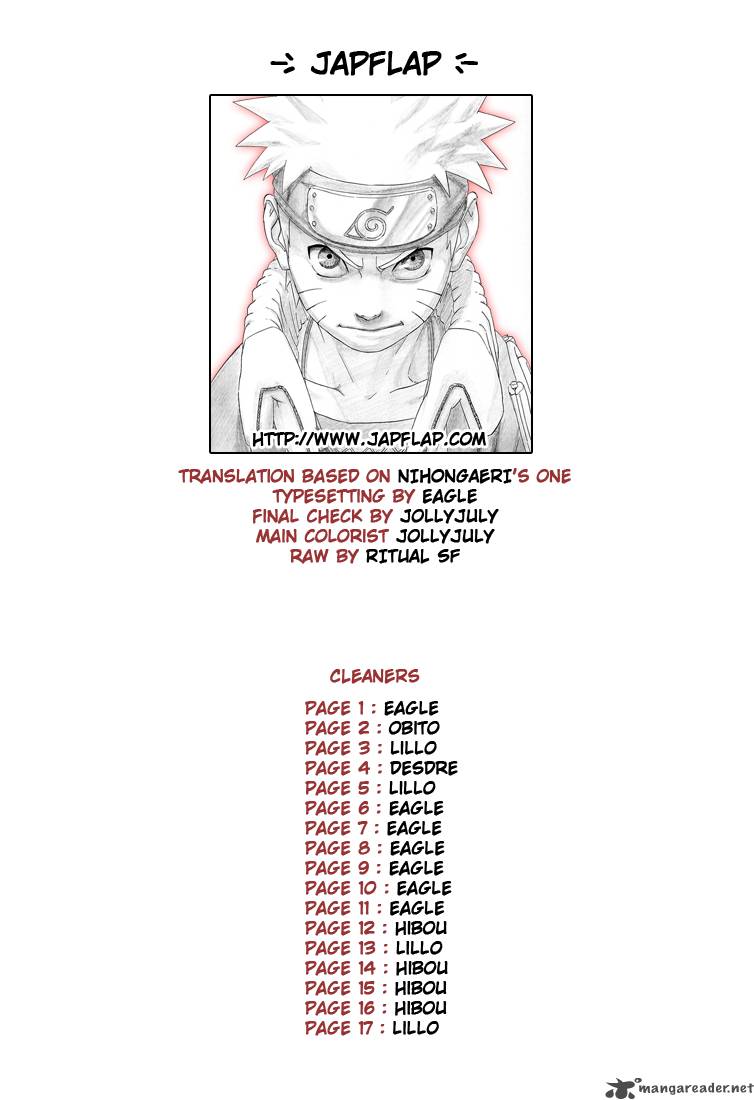 JAPFLAP
HTTP://WWW.JAPFLAP.COM
TRANSLATION BASED ON NIHONGAERI'S ONE
TYPESETTING BY EAGLE
FINAL CHECK BY JOLLYJULY
MAIN COLORIST JOLLYJULY
RAW BY RITUAL SF
CLEANERS
PAGE 1 : EAGLE
PAGE 2 : OBITO
PAGE 3 : LILLO
PAGE 4 : DESDRE
PAGE 5 : LILLO
PAGE 6 : EAGLE
PAGE 7 : EAGLE
PAGE 8 : EAGLE
PAGE 9 : EAGLE
PAGE 10 : EAGLE
PAGE 11 : EAGLE
PAGE 12 : HIBOU
PAGE 13 : LILLO
PAGE 14 : HIBOU
PAGE 15 : HIBOU
PAGE 16 : HIBOU
PAGE 17 : LILLO
mangareader.net